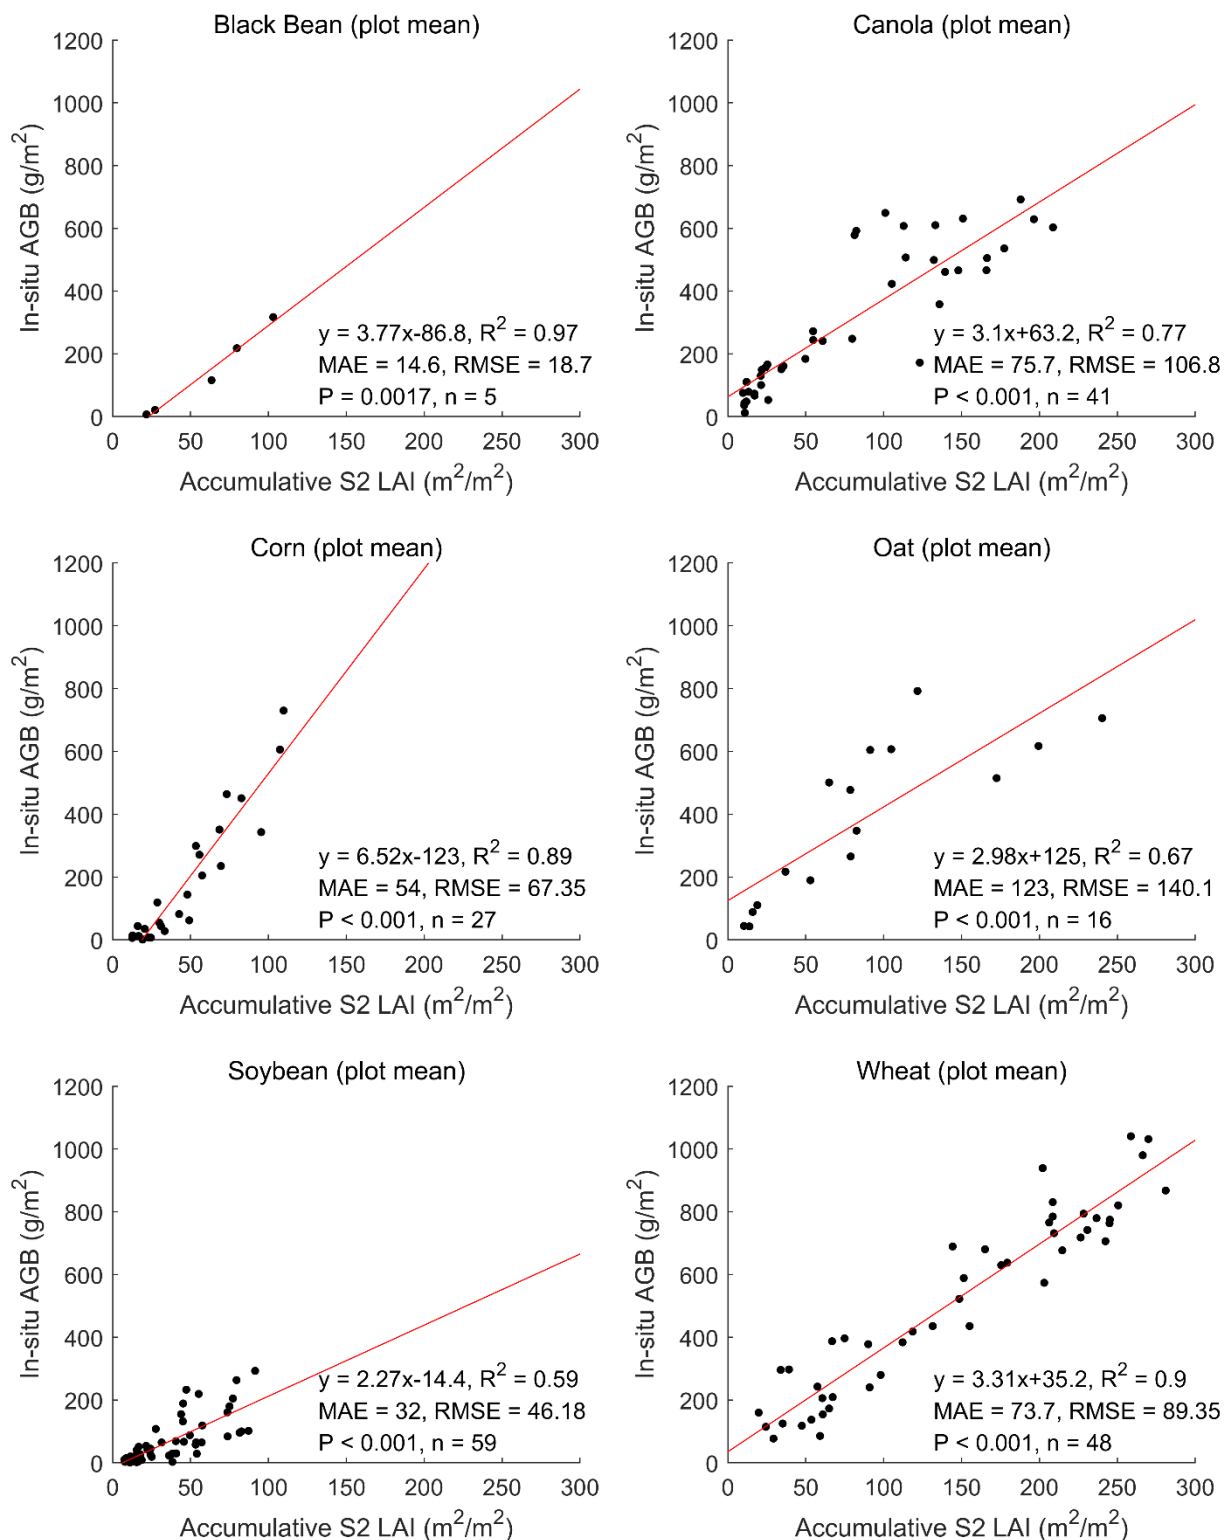 Black Bean (plot mean)
1200
1000
800
600
400
200
0
In-situ AGB (g/m²)
y = 3.77x-86.8, R² = 0.97
MAE = 14.6, RMSE = 18.7
P = 0.0017, n = 5
0 50 100 150 200 250 300
Accumulative S2 LAI (m²/m²)
Canola (plot mean)
1200
1000
800
600
400
200
0
In-situ AGB (g/m²)
y = 3.1x+63.2, R² = 0.77
MAE = 75.7, RMSE = 106.8
P < 0.001, n = 41
0 50 100 150 200 250 300
Accumulative S2 LAI (m²/m²)
Corn (plot mean)
1200
1000
800
600
400
200
0
In-situ AGB (g/m²)
y = 6.52x-123, R² = 0.89
MAE = 54, RMSE = 67.35
P < 0.001, n = 27
0 50 100 150 200 250 300
Accumulative S2 LAI (m²/m²)
Oat (plot mean)
1200
1000
800
600
400
200
0
In-situ AGB (g/m²)
y = 2.98x+125, R² = 0.67
MAE = 123, RMSE = 140.1
P < 0.001, n = 16
0 50 100 150 200 250 300
Accumulative S2 LAI (m²/m²)
Soybean (plot mean)
1200
1000
800
600
400
200
0
In-situ AGB (g/m²)
y = 2.27x-14.4, R² = 0.59
MAE = 32, RMSE = 46.18
P < 0.001, n = 59
0 50 100 150 200 250 300
Accumulative S2 LAI (m²/m²)
Wheat (plot mean)
1200
1000
800
600
400
200
0
In-situ AGB (g/m²)
y = 3.31x+35.2, R² = 0.9
MAE = 73.7, RMSE = 89.35
P < 0.001, n = 48
0 50 100 150 200 250 300
Accumulative S2 LAI (m²/m²)